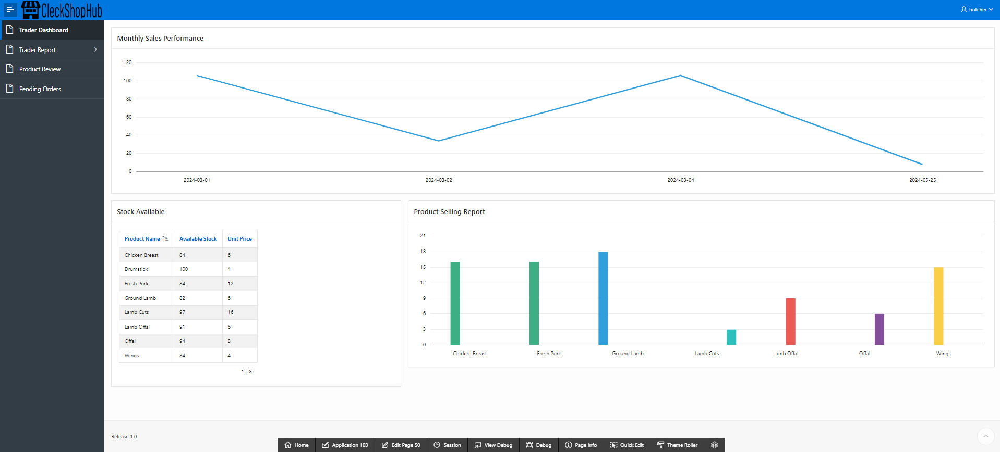 CleckShopHub
butcher
Trader Dashboard
Trader Report
Product Review
Pending Orders
Monthly Sales Performance
120
100
80
60
40
20
0
2024-03-01 2024-03-02 2024-03-04 2024-05-25
Stock Available
Product Name Available Stock Unit Price
Chicken Breast 84 6
Drumstick 100 4
Fresh Pork 84 12
Ground Lamb 82 6
Lamb Cuts 97 16
Lamb Offal 91 6
Offal 94 8
Wings 84 4
1 - 8
Product Selling Report
21
18
15
12
9
6
3
0
Chicken Breast Fresh Pork Ground Lamb Lamb Cuts Lamb Offal Offal Wings
Release 1.0
Home Application 103 Edit Page 50 Session View Debug Debug Page Info Quick Edit Theme Roller